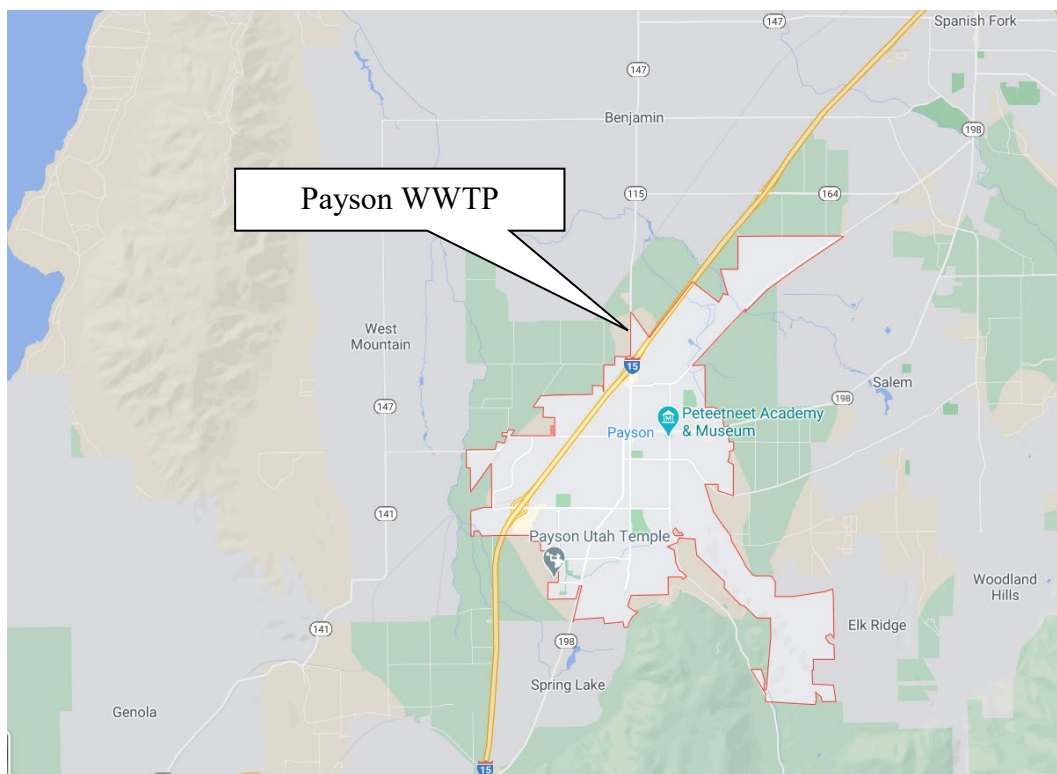 147
147
Spanish Fork
147
Benjamin
198
Payson WWTP
115
164
West
Mountain
15
Salem
198
147
Peteetneet Academy
& Museum
Payson
141
Payson Utah Temple
Woodland
Hills
141
Elk Ridge
198
Spring Lake
Genola
15